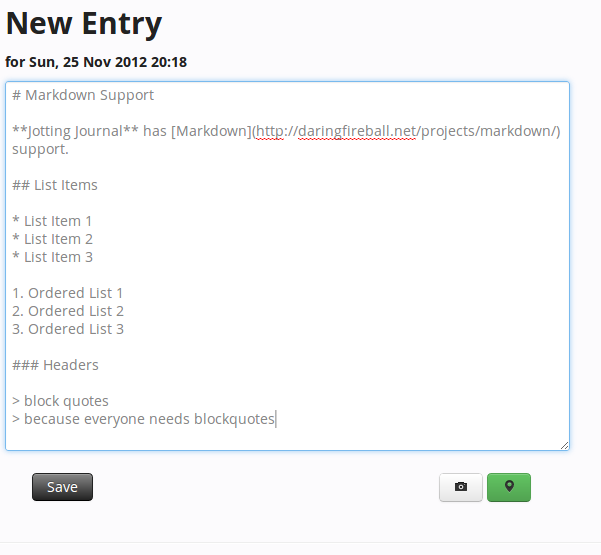 New Entry
for Sun, 25 Nov 2012 20:18
# Markdown Support
**Jotting Journal** has [Markdown](http://daringfireball.net/projects/markdown/)
support.
## List Items
* List Item 1
* List Item 2
* List Item 3
1. Ordered List 1
2. Ordered List 2
3. Ordered List 3
### Headers
> block quotes
> because everyone needs blockquotes
Save